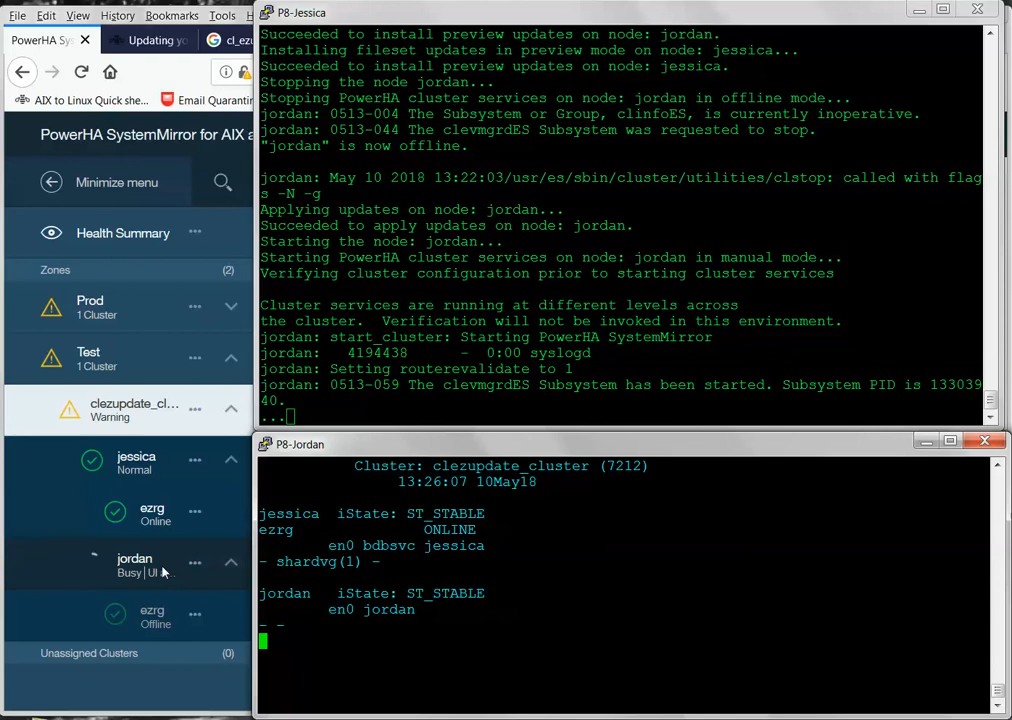 File Edit View History Bookmarks Tools
PowerHA Sy
Updating yo
cl_ezu
AIX to Linux Quick she...
Email Quarantin
PowerHA SystemMirror for AIX
Minimize menu
Health Summary
Zones (2)
Prod
1 Cluster
Test
1 Cluster
clezupdate_cl...
Warning
jessica
Normal
ezrg
Online
jordan
Busy | UI
ezrg
Offline
Unassigned Clusters (0)
P8-Jessica
Succeeded to install preview updates on node: jordan.
Installing fileset updates in preview mode on node: jessica...
Succeeded to install preview updates on node: jessica.
Stopping the node jordan...
Stopping PowerHA cluster services on node: jordan in offline mode...
jordan: 0513-004 The Subsystem or Group, clinfoES, is currently inoperative.
jordan: 0513-044 The clevmgrdES Subsystem was requested to stop.
"jordan" is now offline.
jordan: May 10 2018 13:22:03/usr/es/sbin/cluster/utilities/clstop: called with flag
s -N -g
Applying updates on node: jordan...
Succeeded to apply updates on node: jordan.
Starting the node: jordan...
Starting PowerHA cluster services on node: jordan in manual mode...
Verifying cluster configuration prior to starting cluster services
Cluster services are running at different levels across
the cluster. Verification will not be invoked in this environment.
jordan: start_cluster: Starting PowerHA SystemMirror
jordan: 4194438 - 0:00 syslogd
jordan: Setting routerevalidate to 1
jordan: 0513-059 The clevmgrdES Subsystem has been started. Subsystem PID is 133039
40.
...
P8-Jordan
Cluster: clezupdate_cluster (7212)
13:26:07 10May18
jessica iState: ST_STABLE
ezrg ONLINE
en0 bdbsvc jessica
- shardvg(1) -
jordan iState: ST_STABLE
en0 jordan
- -